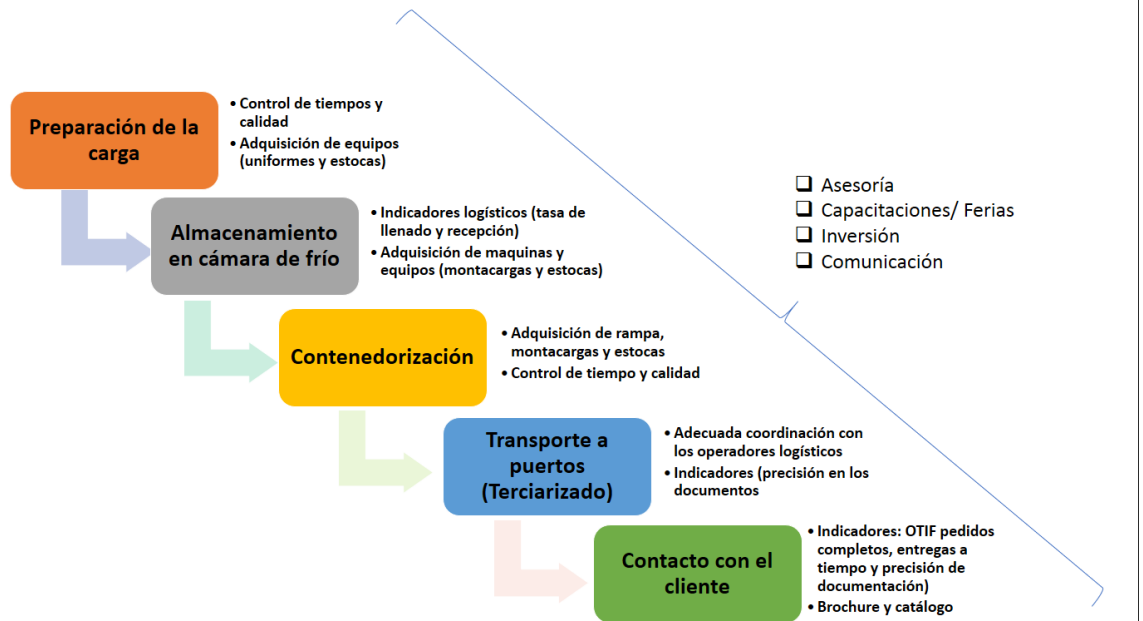 Preparación de la
carga
• Control de tiempos y
calidad
• Adquisición de equipos
(uniformes y estocas)
Almacenamiento
en cámara de frío
• Indicadores logísticos (tasa de
llenado y recepción)
• Adquisición de maquinas y
equipos (montacargas y estocas)
Contenedorización
• Adquisición de rampa,
montacargas y estocas
• Control de tiempo y calidad
Transporte a
puertos
(Terciarizado)
• Adecuada coordinación con
los operadores logísticos
• Indicadores (precisión en los
documentos
Contacto con el
cliente
• Indicadores: OTIF pedidos
completos, entregas a
tiempo y precisión de
documentación)
• Brochure y catálogo
❑ Asesoría
❑ Capacitaciones/ Ferias
❑ Inversión
❑ Comunicación